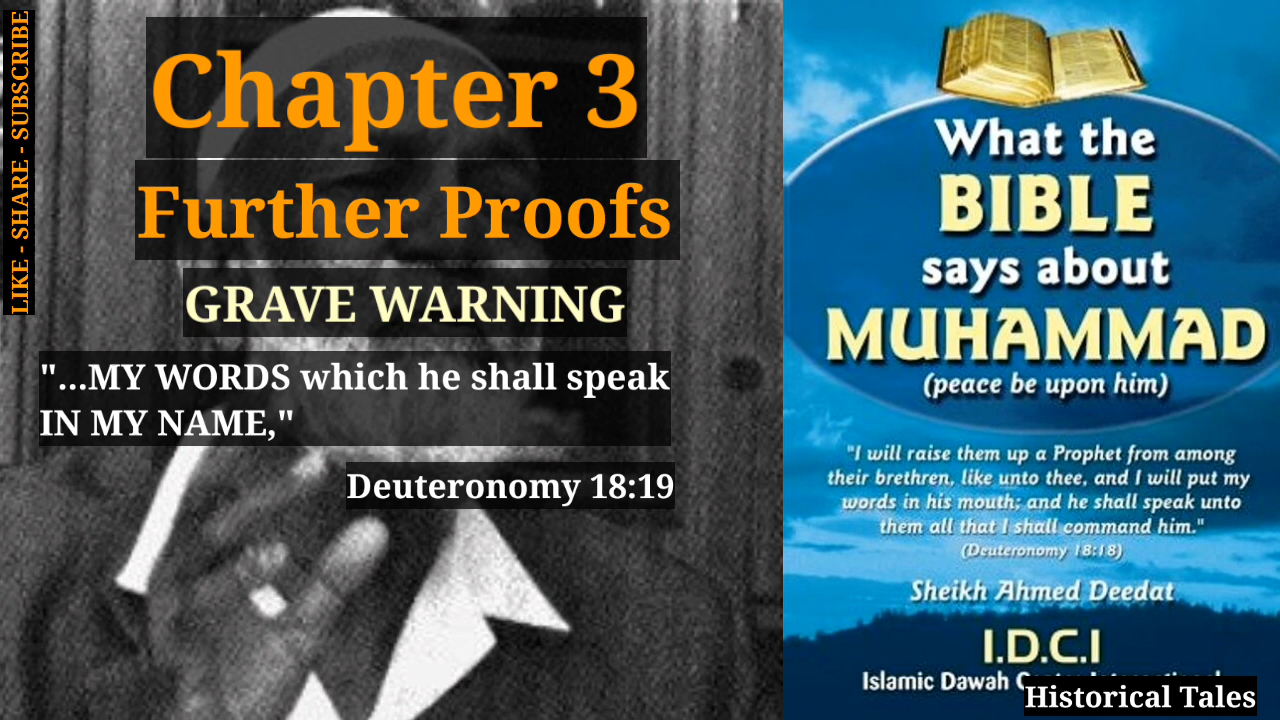 LIKE - SHARE - SUBSCRIBE
Chapter 3
Further Proofs
GRAVE WARNING
"...MY WORDS which he shall speak
IN MY NAME,"
Deuteronomy 18:19
What the
BIBLE
says about
MUHAMMAD
(peace be upon him)
"I will raise them up a Prophet from among
their brethren, like unto thee, and I will put my
words in his mouth; and he shall speak unto
them all that I shall command him."
(Deuteronomy 18:18)
Sheikh Ahmed Deedat
I.D.C.I
Islamic Dawah
Historical Tales